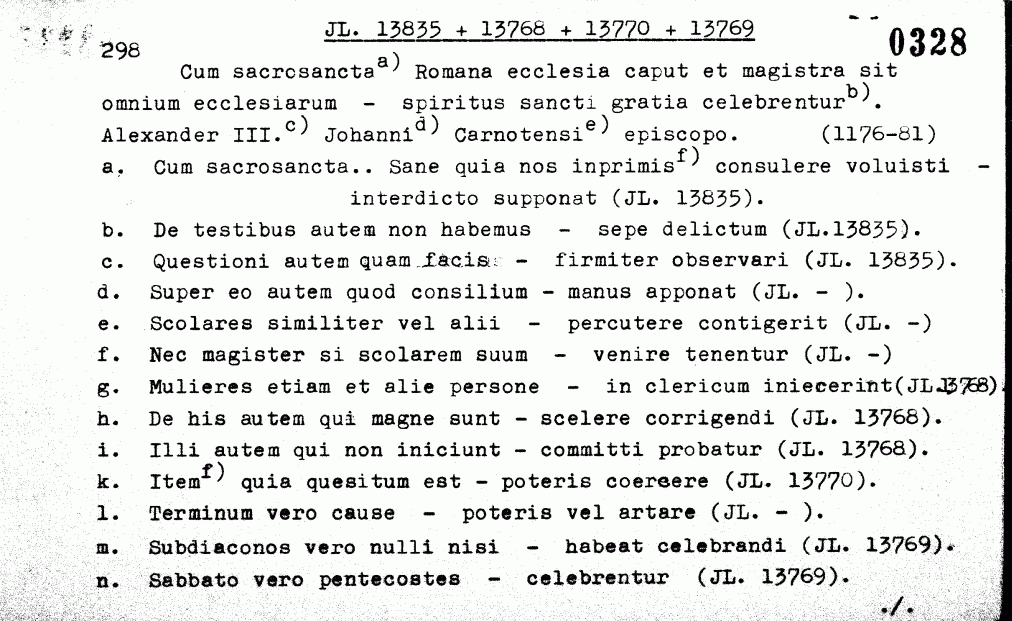 JL. 13835 + 13768 + 13770 + 13769
0328
298
Cum sacrosancta a) Romana ecclesia caput et magistra sit
omnium ecclesiarum – spiritus sancti gratia celebrentur b).
Alexander III. c) Johanni d) Carnotensi e) episcopo. (1176-81)
a. Cum sacrosancta.. Sane quia nos inprimis f) consulere voluisti –
interdicto supponat (JL. 13835).
b. De testibus autem non habemus – sepe delictum (JL.13835).
c. Questioni autem quam facis – firmiter observari (JL. 13835).
d. Super eo autem quod consilium – manus apponat (JL. – ).
e. Scolares similiter vel alii – percutere contigerit (JL. –)
f. Nec magister si scolarem suum – venire tenentur (JL. –)
g. Mulieres etiam et alie persone – in clericum iniecerint(JL.13768)
h. De his autem qui magne sunt – scelere corrigendi (JL. 13768).
i. Illi autem qui non iniciunt – committi probatur (JL. 13768).
k. Item f) quia quesitum est – poteris coercere (JL. 13770).
l. Terminum vero cause – poteris vel artare (JL. – ).
m. Subdiaconos vero nulli nisi – habeat celebrandi (JL. 13769).
n. Sabbato vero pentecostes – celebrentur (JL. 13769).
./.